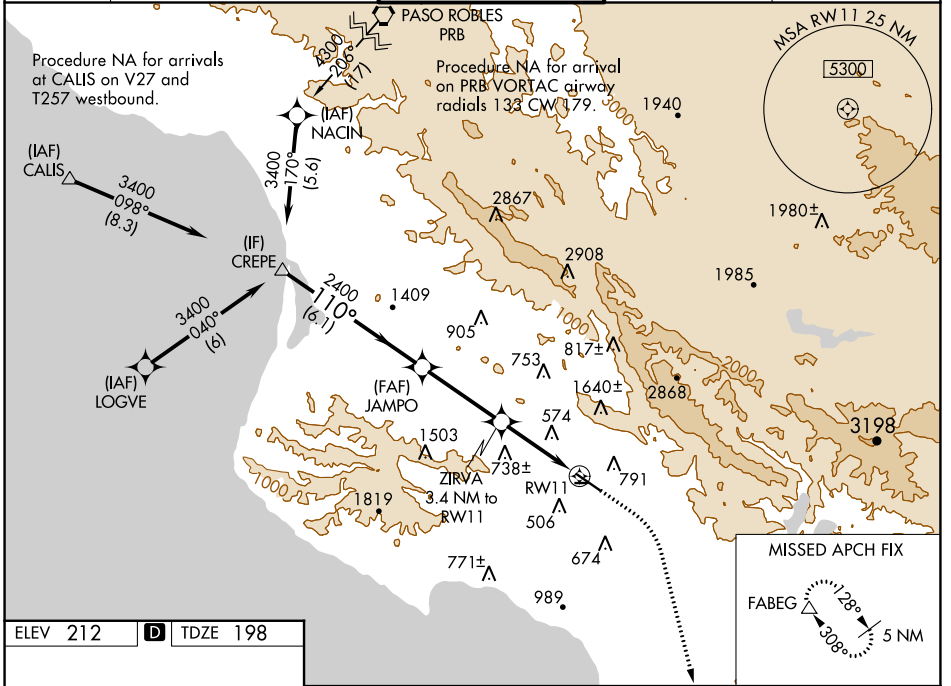 PASO ROBLES
PRB
4300
206°
(17)
Procedure NA for arrivals
at CALIS on V27 and
T257 westbound.
Procedure NA for arrival
on PRB VORTAC airway
radials 133 CW 179.
MSA RW11 25 NM
5300
(IAF)
NACIN
3400
170°
(5.6)
(IAF)
CALIS
3400
098°
(8.3)
(IF)
CREPE
3400
040°
(6)
(IAF)
LOGVE
2400
110°
(6.1)
(FAF)
JAMPO
ZIRVA
3.4 NM to
RW11
RW11
1940
1000
2867
1980±
2908
1985
1409
1000
905
817±
753
2000
1640±
2868
574
3198
1503
738±
791
1000
1819
506
674
771±
989
MISSED APCH FIX
FABEG
128°
308°
5 NM
ELEV 212
D
TDZE 198